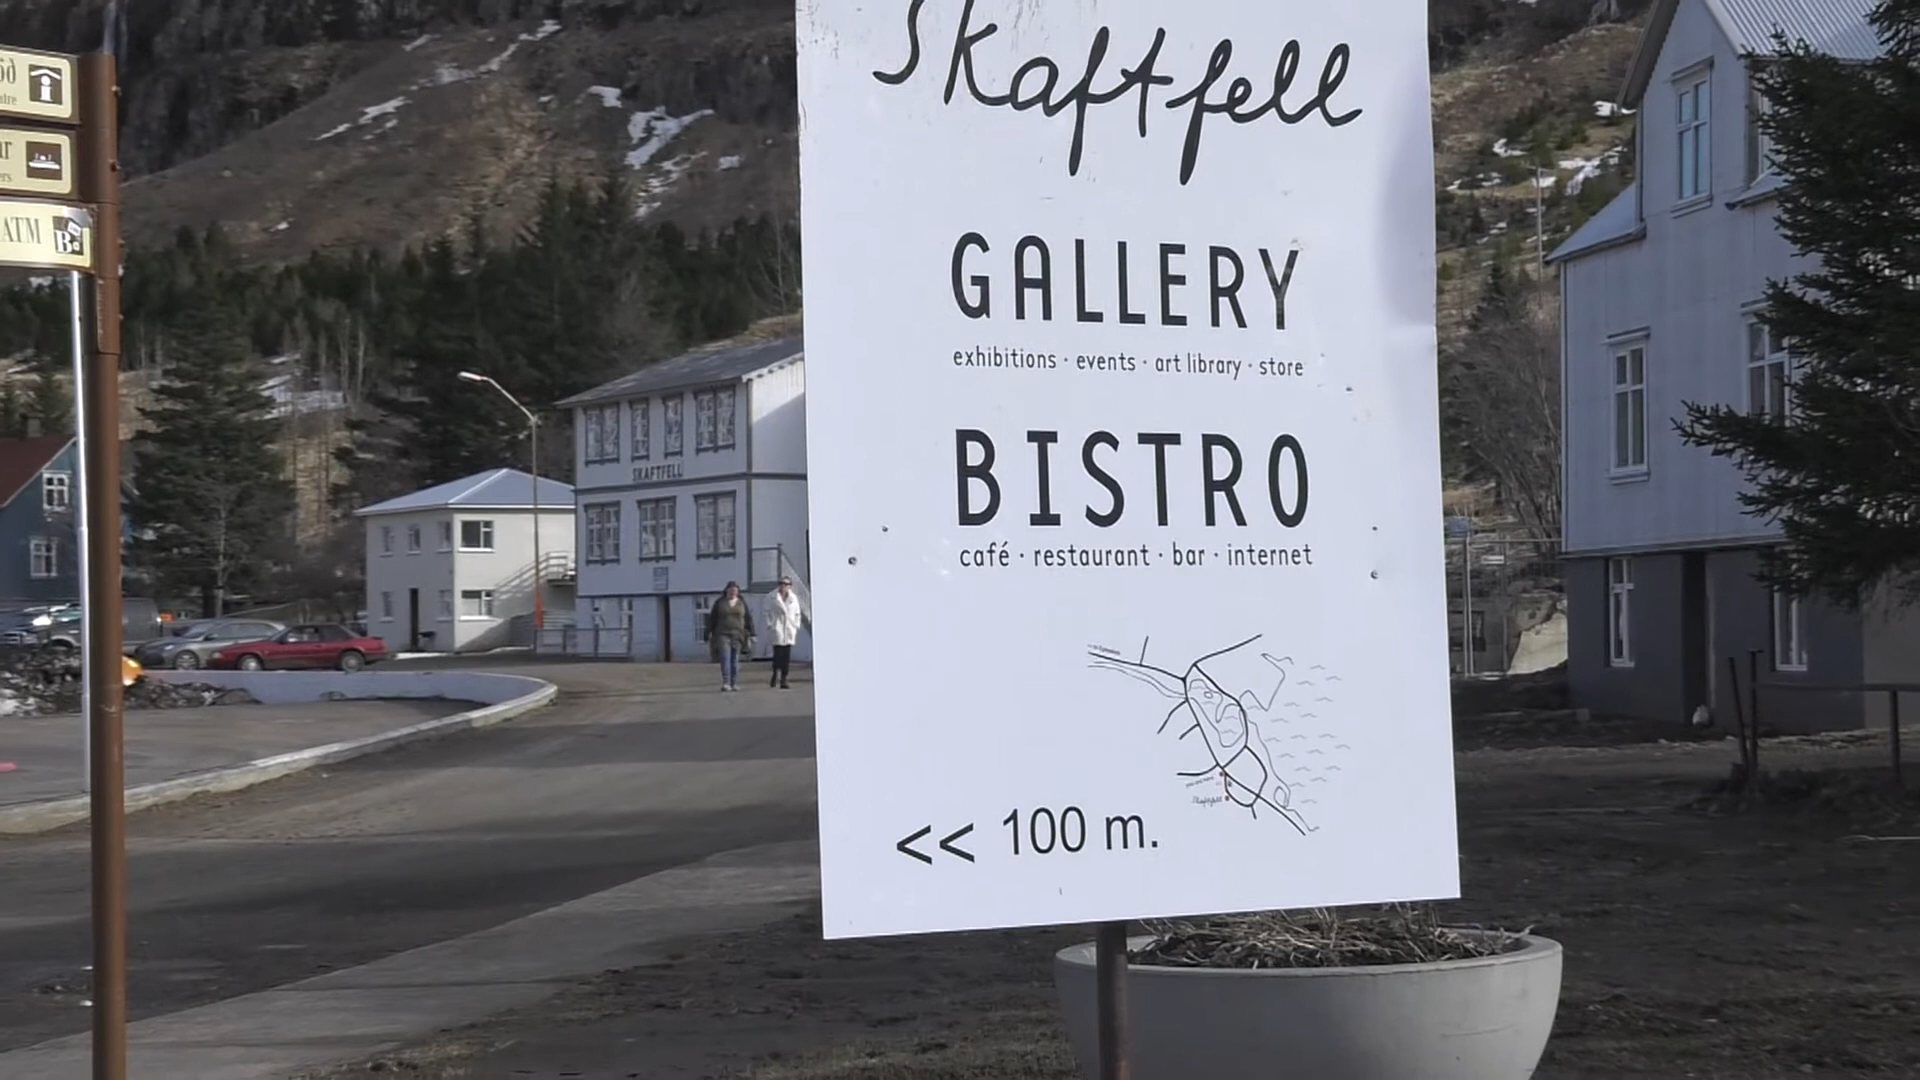 ATM
B
SKAFTFELL
Skaftfell
GALLERY
exhibitions · events · art library · store
BISTRO
café · restaurant · bar · internet
<< 100 m.